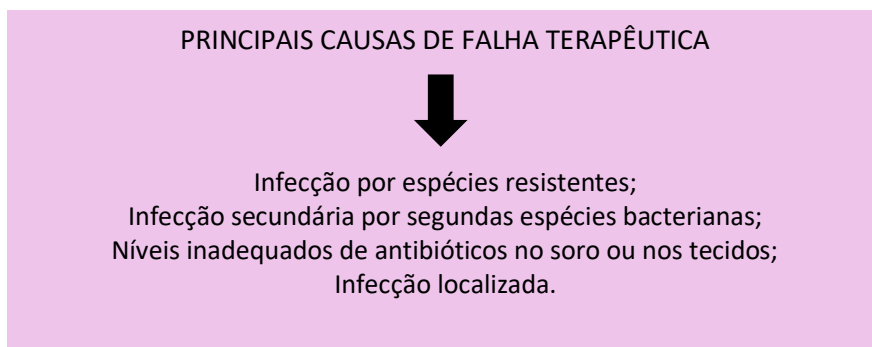 PRINCIPAIS CAUSAS DE FALHA TERAPÊUTICA
Infecção por espécies resistentes;
Infecção secundária por segundas espécies bacterianas;
Níveis inadequados de antibióticos no soro ou nos tecidos;
Infecção localizada.